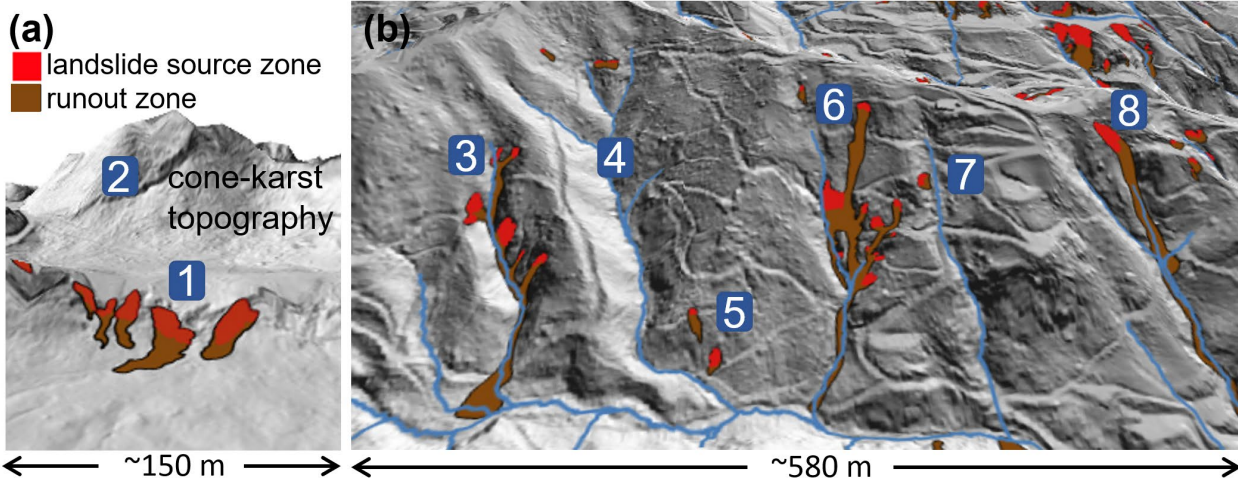 (a)
landslide source zone
runout zone
2
cone-karst
topography
1
~150 m
(b)
3
4
5
6
7
8
~580 m